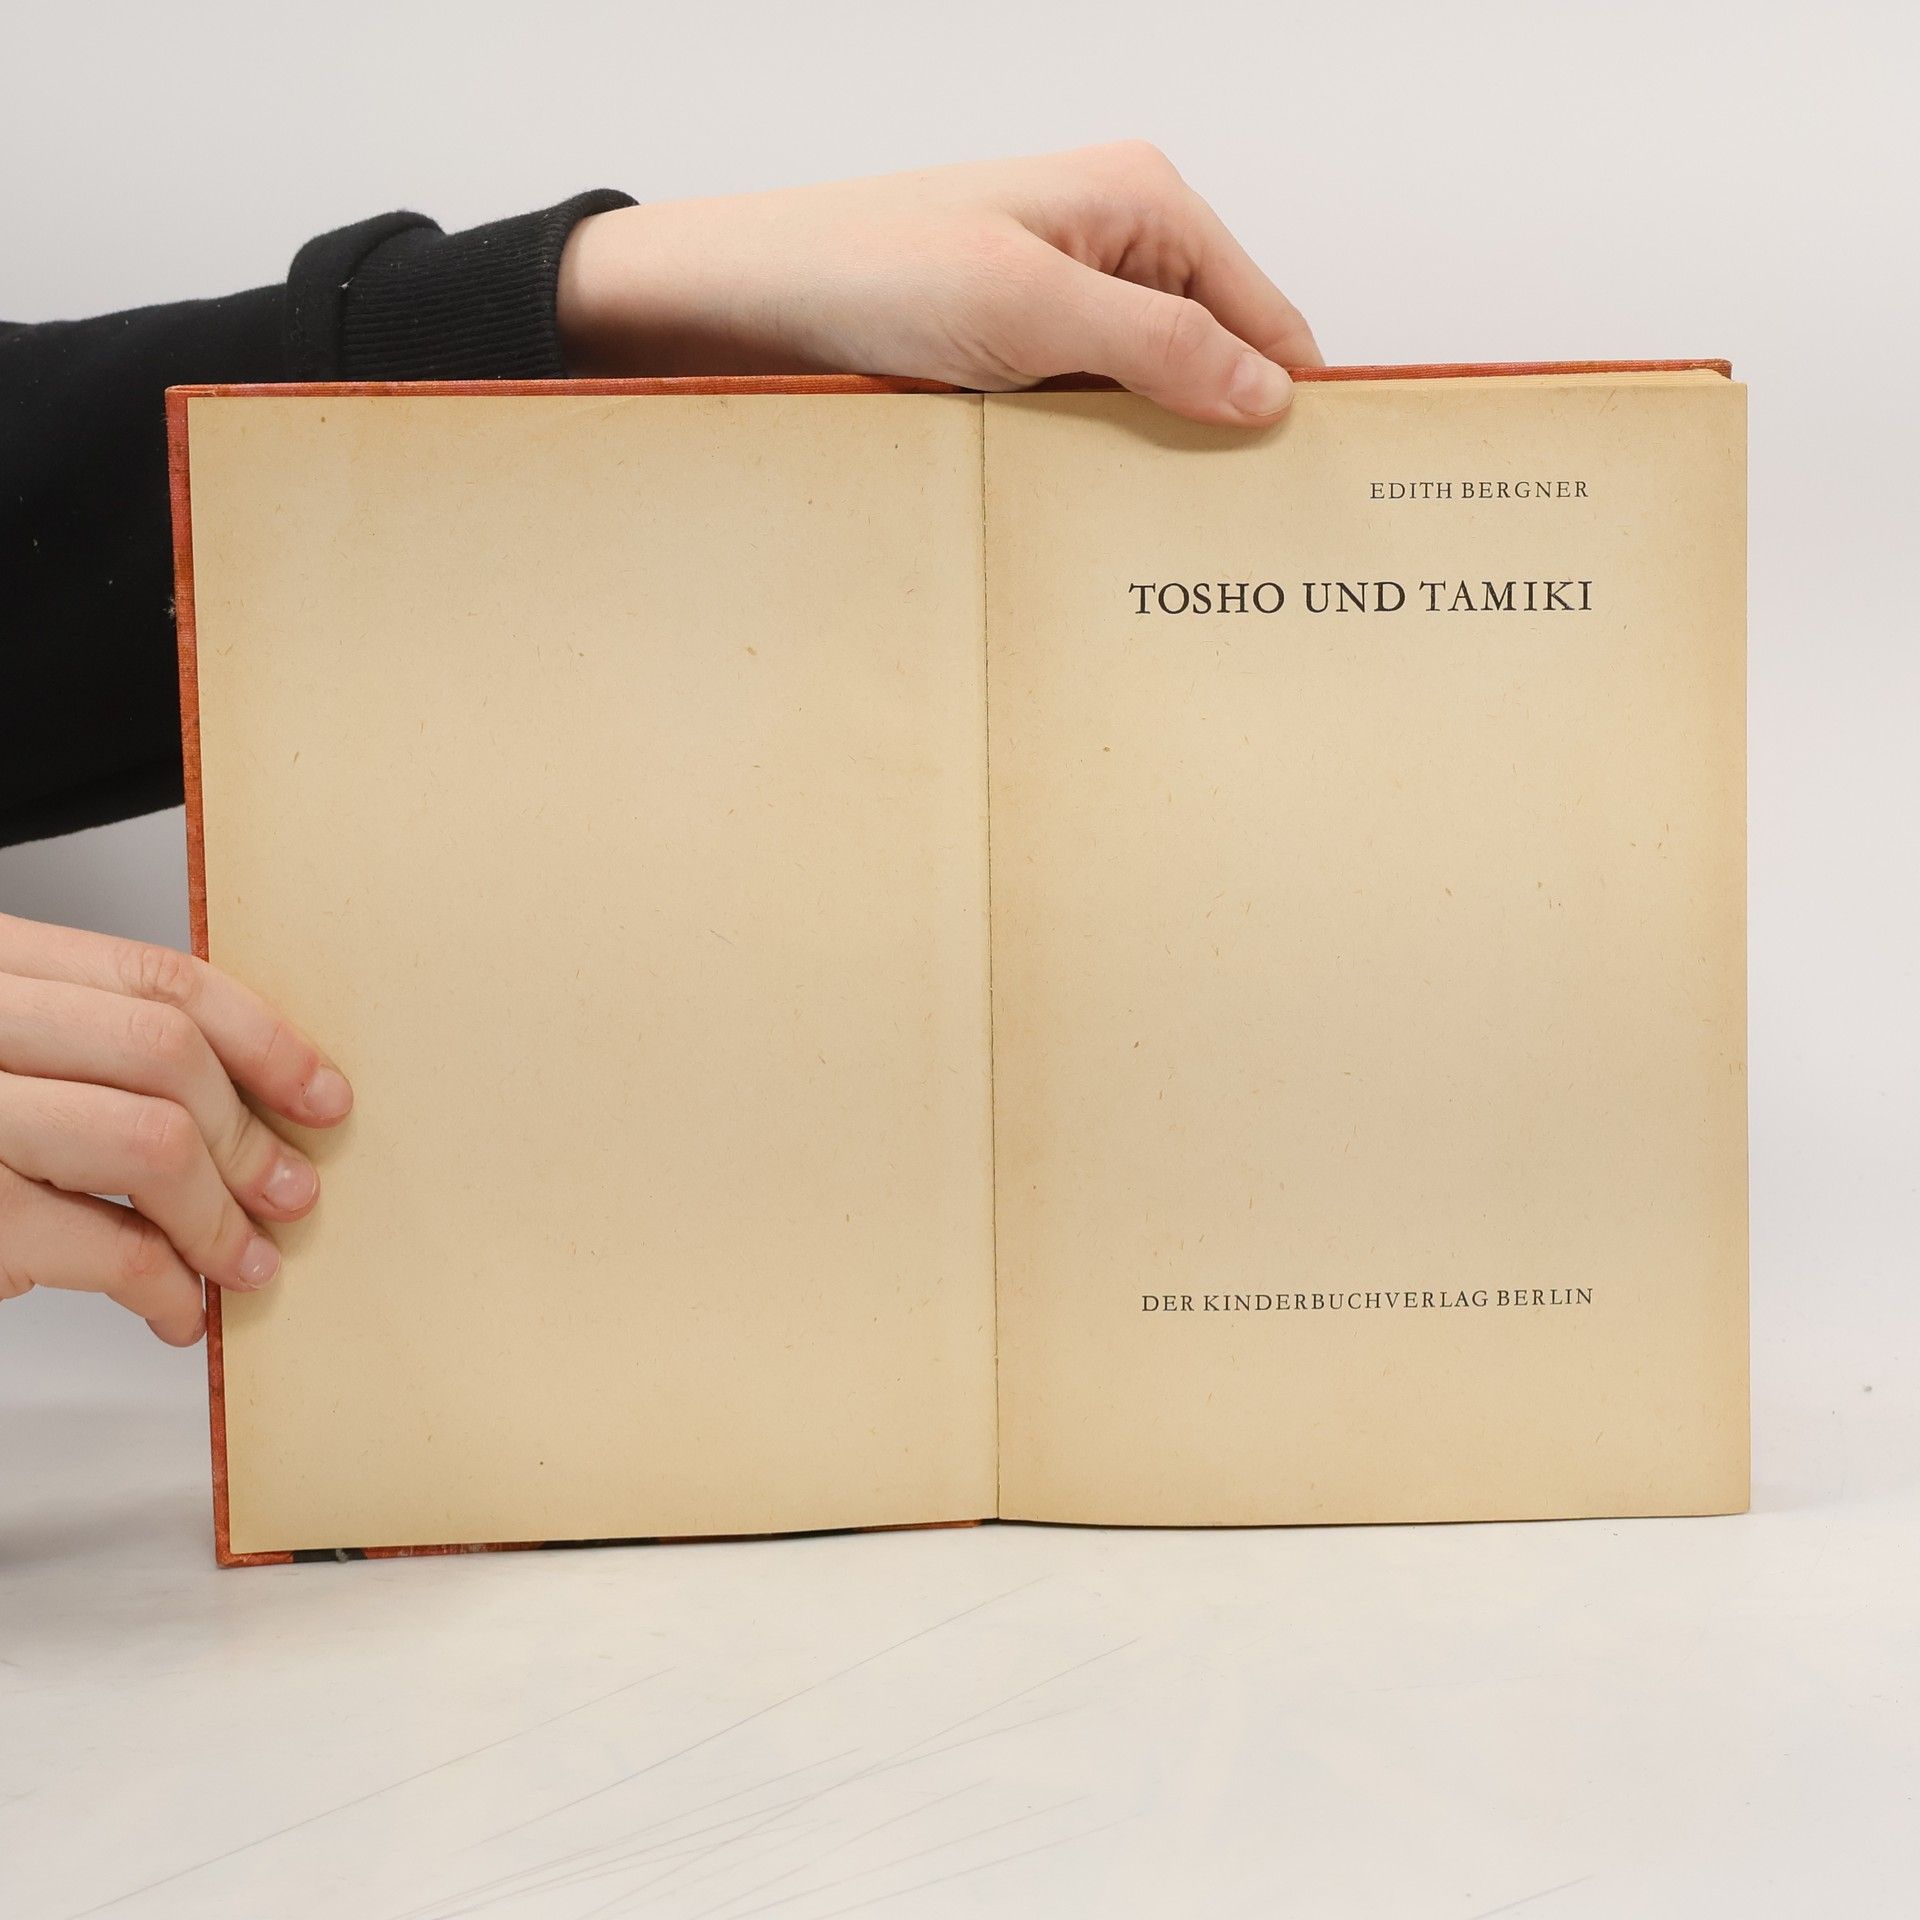 EDITH BERGNER
TOSHO UND TAMIKI
DER KINDERBUCHVERLAG BERLIN